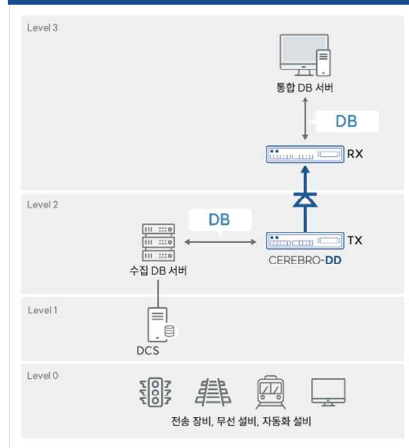 Level 3
통합 DB 서버
DB
RX
Level 2
DB
TX
CEREBRO-DD
수집 DB 서버
Level 1
DCS
Level 0
전송 장비, 무선 설비, 자동화 설비